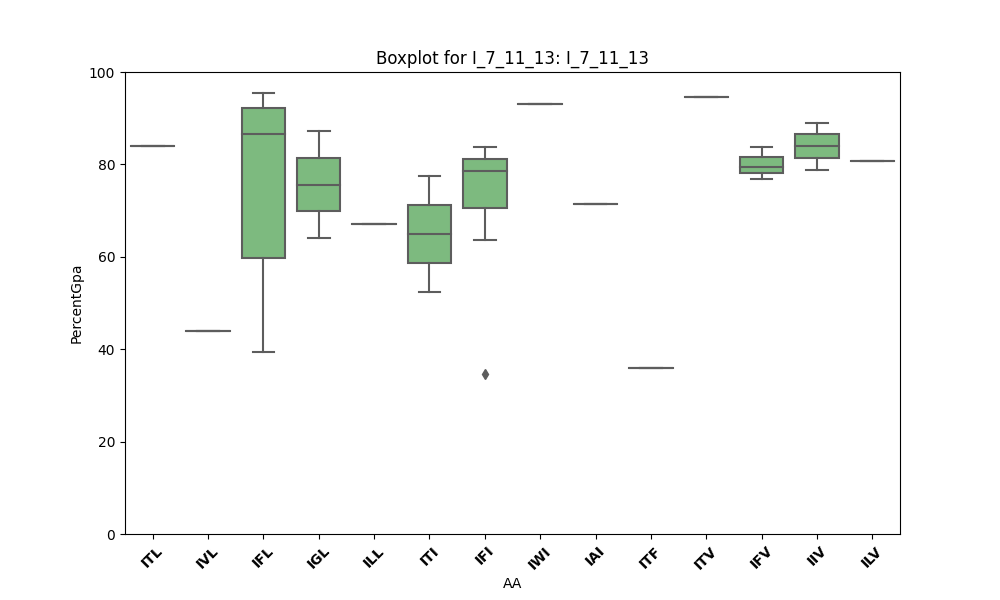 Boxplot for I_7_11_13: I_7_11_13
100
80
60
40
20
0
PercentGpa
ITL IVL IFL IGL ILL ITI IFI IWI IAI ITF ITV IFV IIV ILV
AA